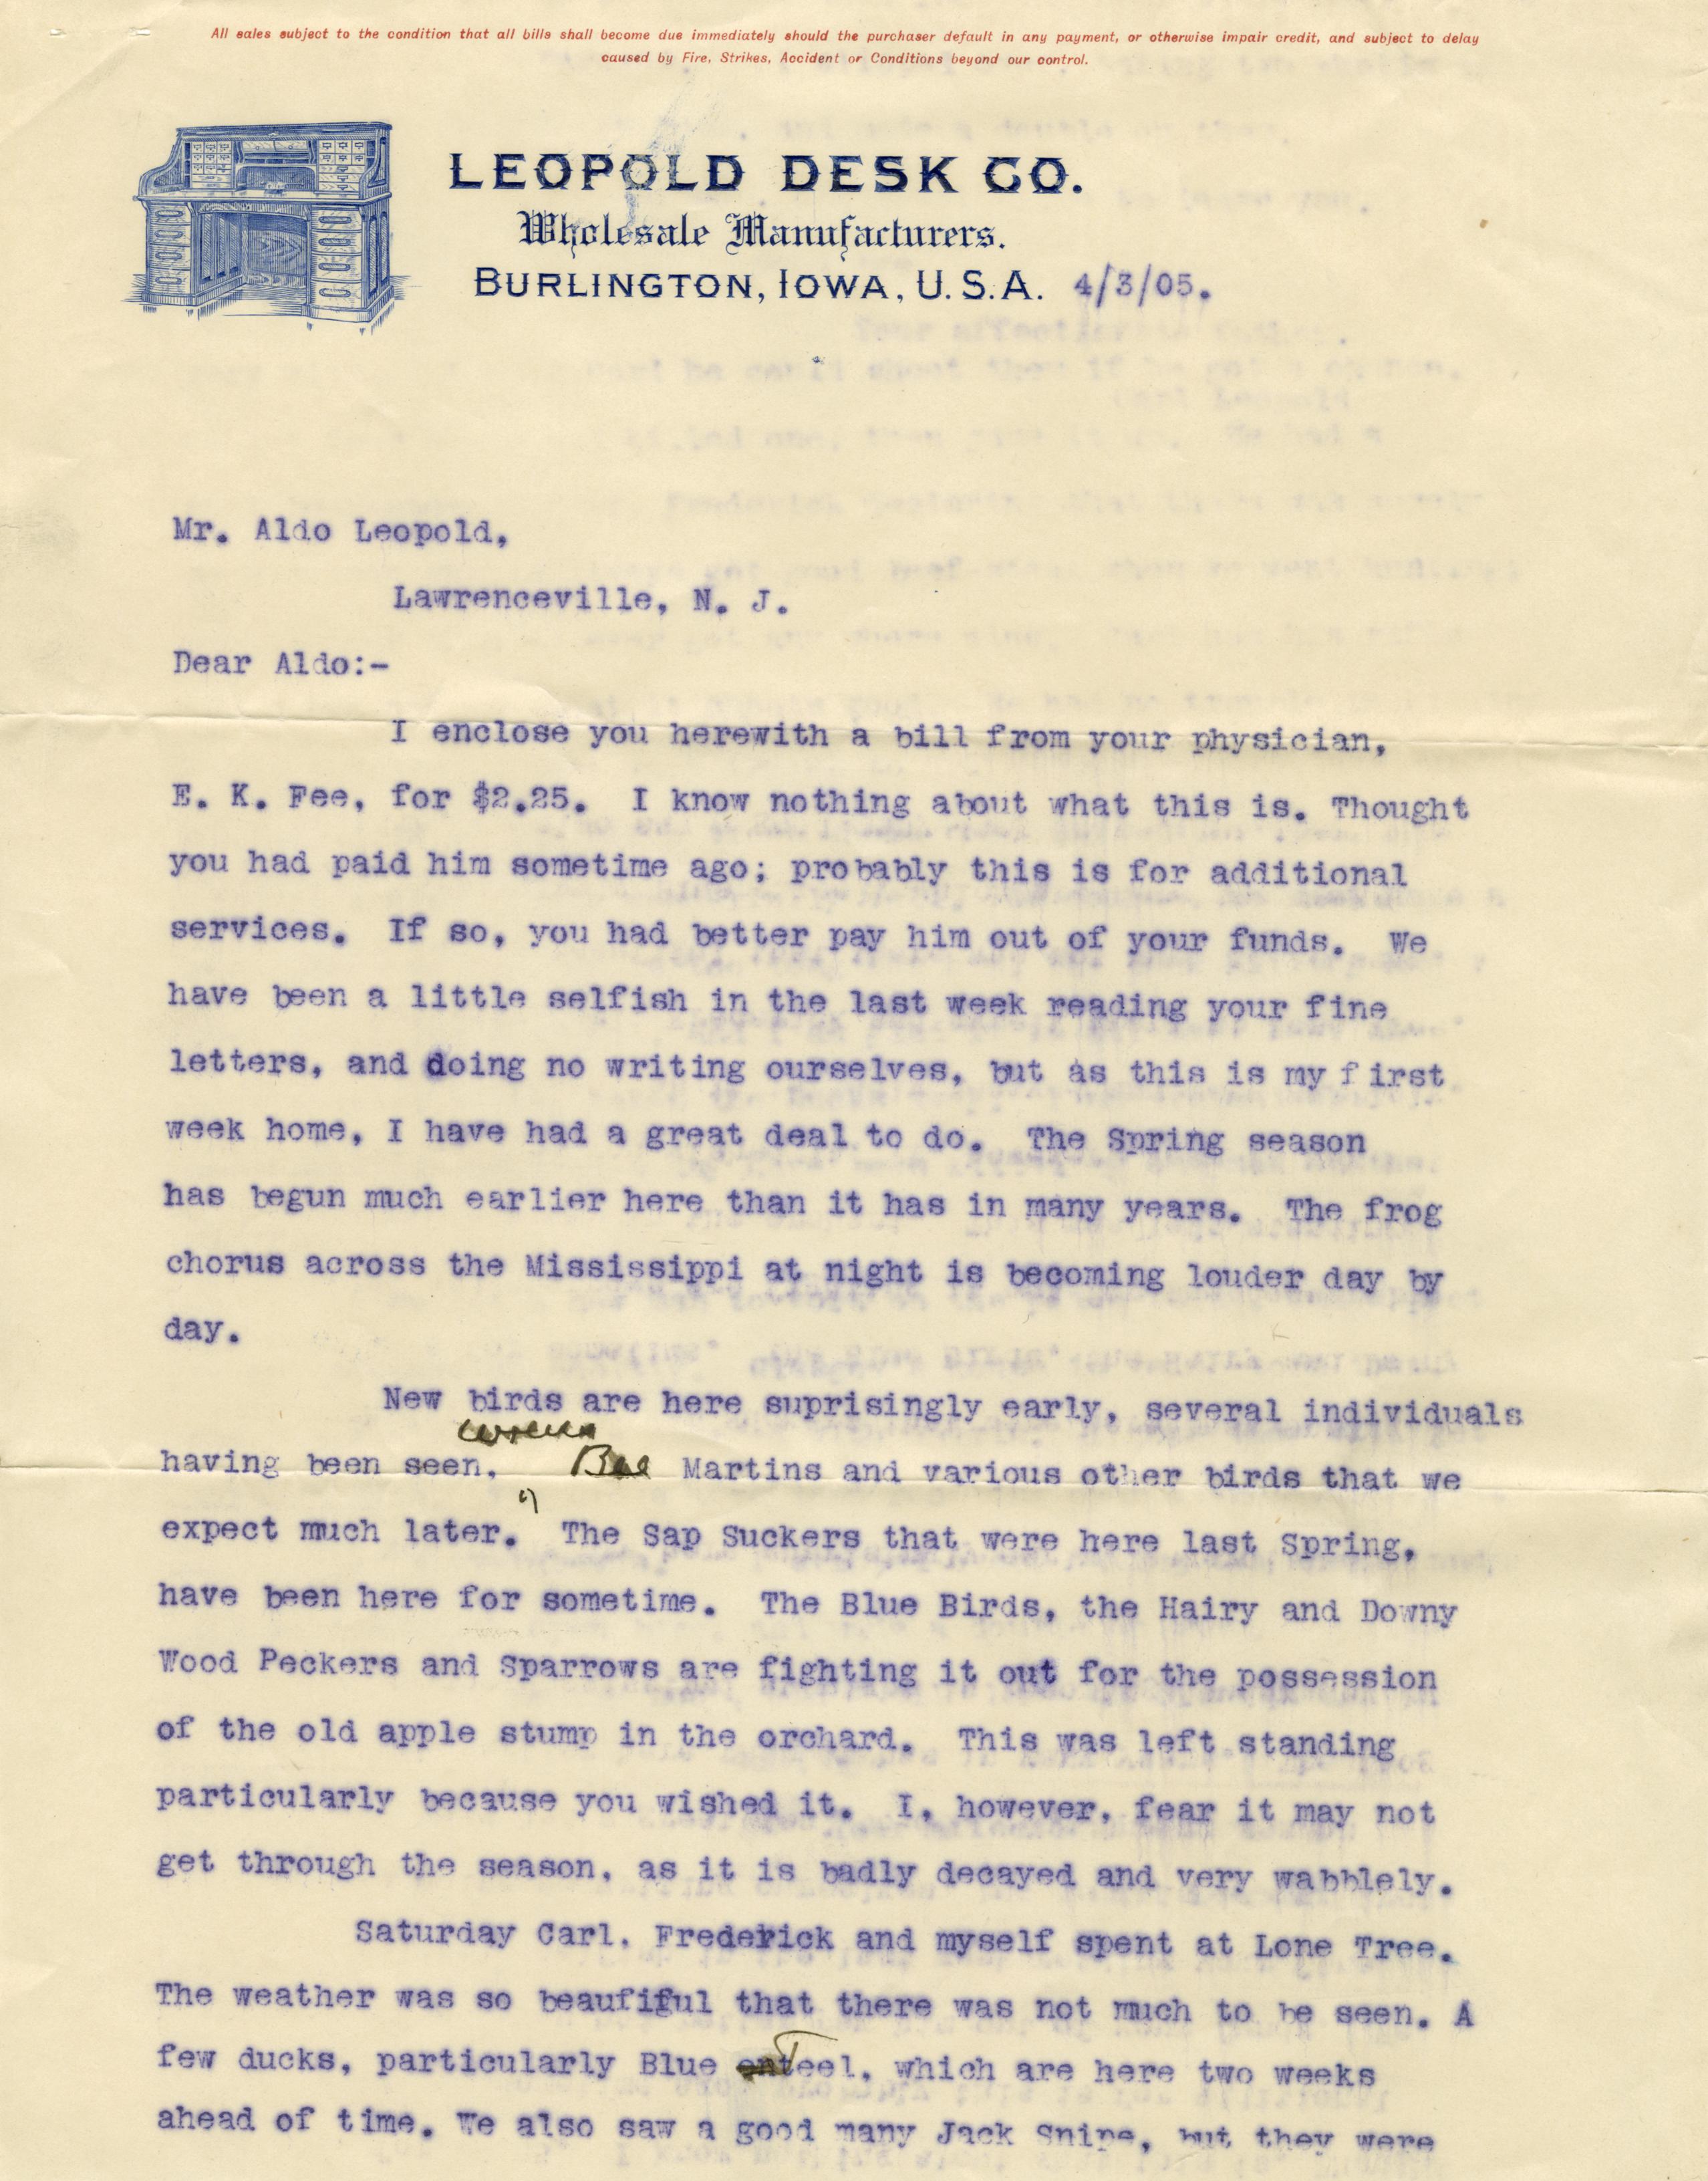 All sales subject to the condition that all bills shall become due immediately should the purchaser default in any payment, or otherwise impair credit, and subject to delay
caused by Fire, Strikes, Accident or Conditions beyond our control.
LEOPOLD DESK CO.
Wholesale Manufacturers.
BURLINGTON, IOWA, U.S.A. 4/3/05.
Mr. Aldo Leopold,
Lawrenceville, N. J.
Dear Aldo:-
I enclose you herewith a bill from your physician,
E. K. Fee, for $2.25. I know nothing about what this is. Thought
you had paid him sometime ago; probably this is for additional
services. If so, you had better pay him out of your funds. We
have been a little selfish in the last week reading your fine
letters, and doing no writing ourselves, but as this is my first
week home, I have had a great deal to do. The Spring season
has begun much earlier here than it has in many years. The frog
chorus across the Mississippi at night is becoming louder day by
day.
New birds are here suprisingly early, several individuals
having been seen, Bee Martins and various other birds that we
expect much later. The Sap Suckers that were here last Spring,
have been here for sometime. The Blue Birds, the Hairy and Downy
Wood Peckers and Sparrows are fighting it out for the possession
of the old apple stump in the orchard. This was left standing
particularly because you wished it. I, however, fear it may not
get through the season, as it is badly decayed and very wabblely.
Saturday Carl, Frederick and myself spent at Lone Tree.
The weather was so beaufiful that there was not much to be seen. A
few ducks, particularly Blue Teel, which are here two weeks
ahead of time. We also saw a good many Jack Snipe, but they were